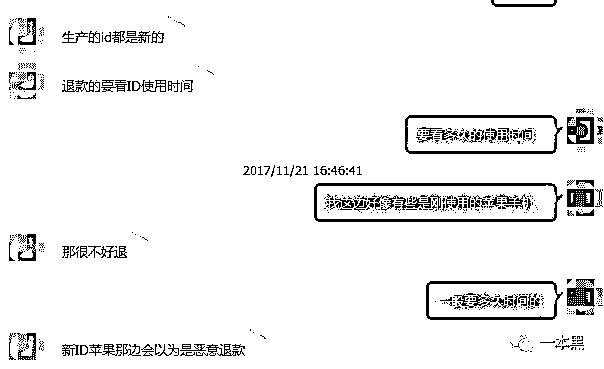 生产的id都是新的
退款的要看ID使用时间
要看多久的使用时间
2017/11/21 16:46:41
我这边好像有些是刚使用的苹果手机
那很不好退
一般要多久时间的
新ID苹果那边会以为是恶意退款
一本黑